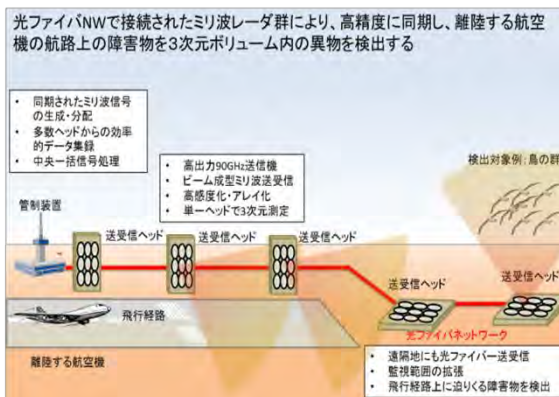 光ファイバNWで接続されたミリ波レーダ群により、高精度に同期し、離陸する航空
機の航路上の障害物を3次元ボリューム内の異物を検出する
• 同期されたミリ波信号
の生成・分配
• 多数ヘッドからの効率
的データ集録
• 中央一括信号処理
• 高出力90GHz送信機
• ビーム成型ミリ波送受信
• 高感度化・アレイ化
• 単一ヘッドで3次元測定
検出対象例:鳥の群
管制装置
送受信ヘッド
送受信ヘッド
送受信ヘッド
送受信ヘッド
送受信ヘッド
飛行経路
光ファイバネットワーク
離陸する航空機
• 遠隔地にも光ファイバー送受信
• 監視範囲の拡張
• 飛行経路上に迫りくる障害物を検出